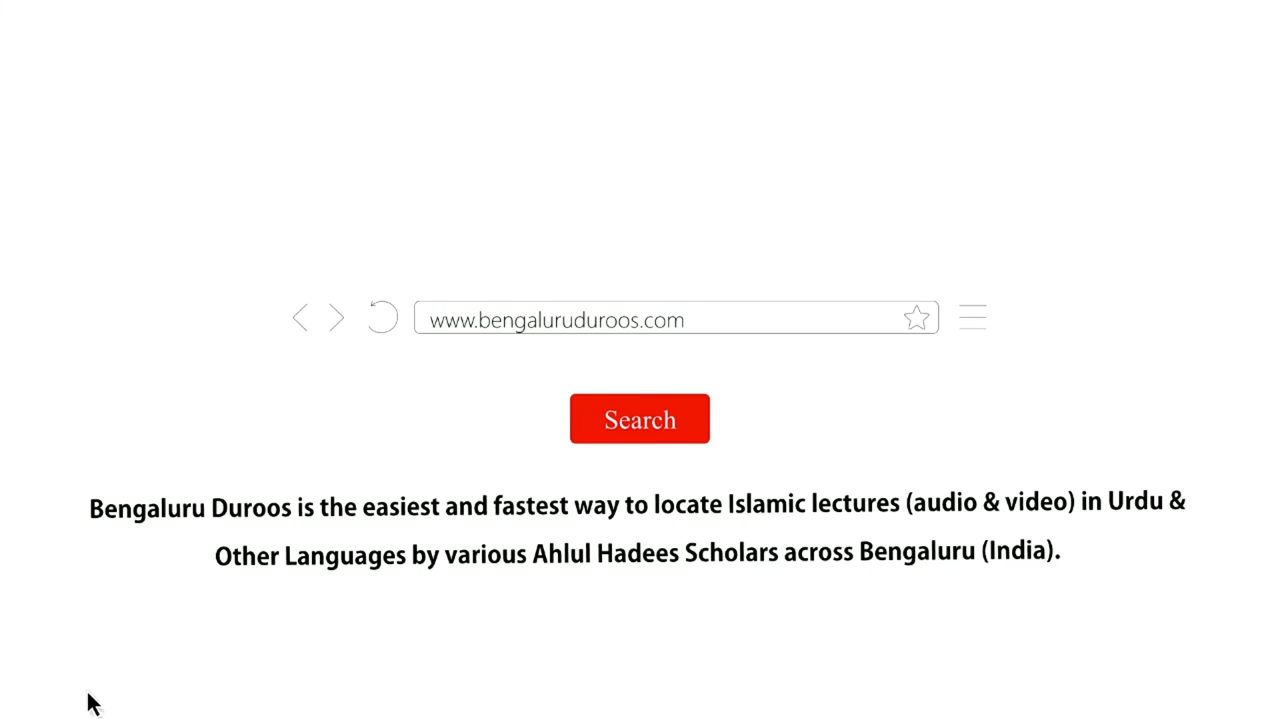 www.bengaluruduroos.com
Search
Bengaluru Duroos is the easiest and fastest way to locate Islamic lectures (audio & video) in Urdu &
Other Languages by various Ahlul Hadees Scholars across Bengaluru (India).